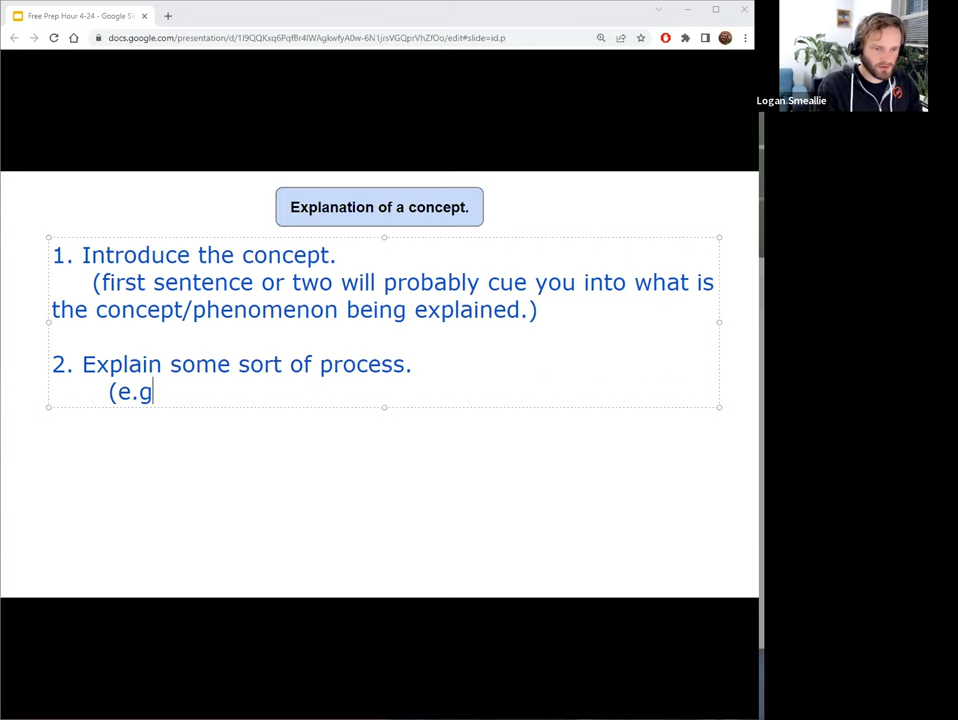 Free Prep Hour 4-24 - Google Sli
docs.google.com/presentation/d/1I9QQKxq6PqfBr4lWAgkwfyA0w-6N1jrsVGQprVhZfOo/edit#slide=id.p
Logan Smeallie
Explanation of a concept.
1. Introduce the concept.
(first sentence or two will probably cue you into what is
the concept/phenomenon being explained.)
2. Explain some sort of process.
(e.g